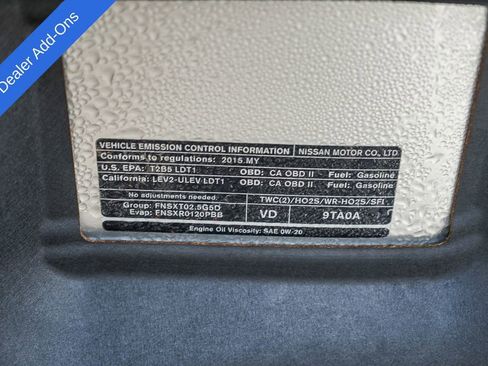 Dealer Add-Ons
VEHICLE EMISSION CONTROL INFORMATION NISSAN MOTOR CO., LTD.
Conforms to regulations: 2015 MY
U.S. EPA: T2B5 LDT1 OBD: CA OBD II Fuel: Gasoline
California: LEV2-ULEV LDT1 OBD: CA OBD II Fuel: Gasoline
No adjustments needed. TWC(2)/HO2S/WR-HO2S/SFI
Group: FNSXT02.5G5D
Evap: FNSXR0120PBB VD 9TA0A
Engine Oil Viscosity: SAE 0W-20